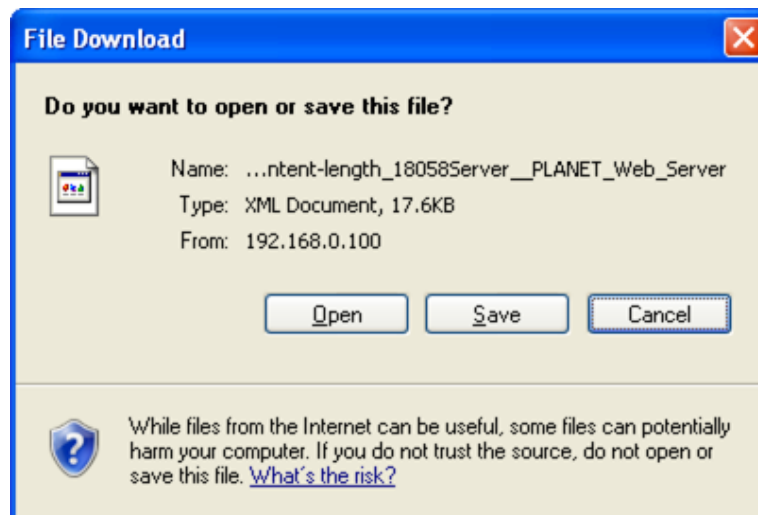 File Download
Do you want to open or save this file?
Name: ...ntent-length_18058Server__PLANET_Web_Server
Type: XML Document, 17.6KB
From: 192.168.0.100
Open Save Cancel
While files from the Internet can be useful, some files can potentially
harm your computer. If you do not trust the source, do not open or
save this file. What's the risk?